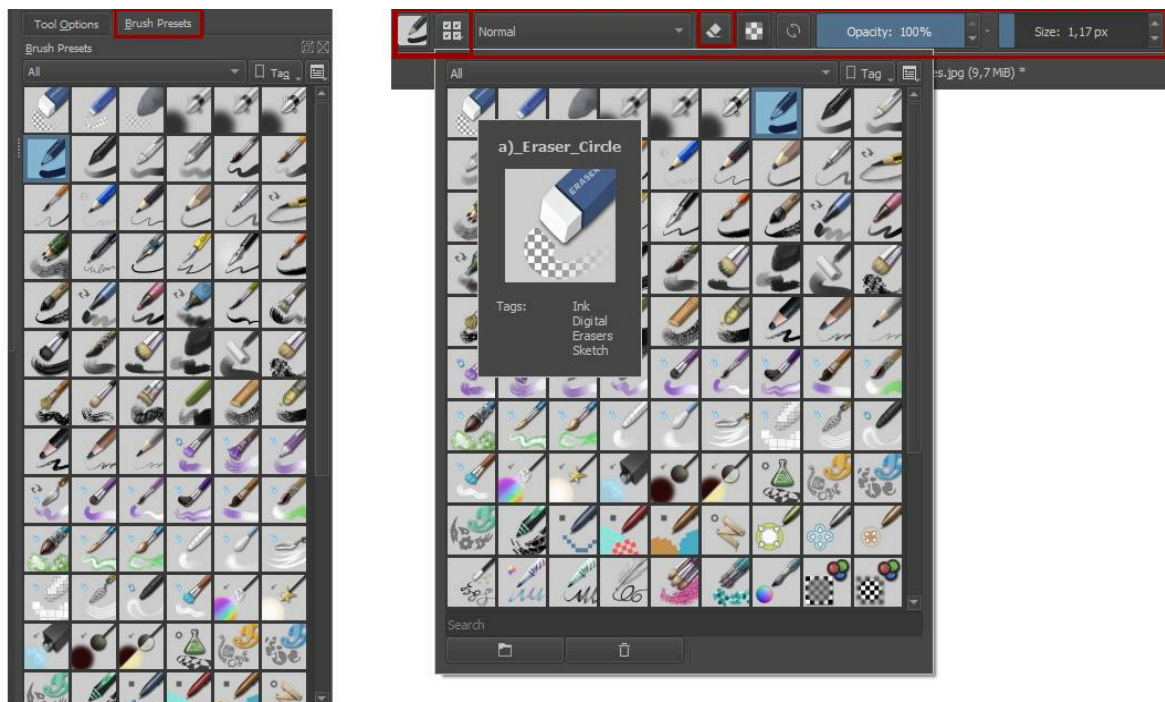 Tool Options
Brush Presets
Brush Presets
All
Tag
Normal
Opacity: 100%
Size: 1,17 px
es.jpg (9,7 MiB) *
All
Tag
a)_Eraser_Circle
ERASER
Tags:
Ink
Digital
Erasers
Sketch
Search